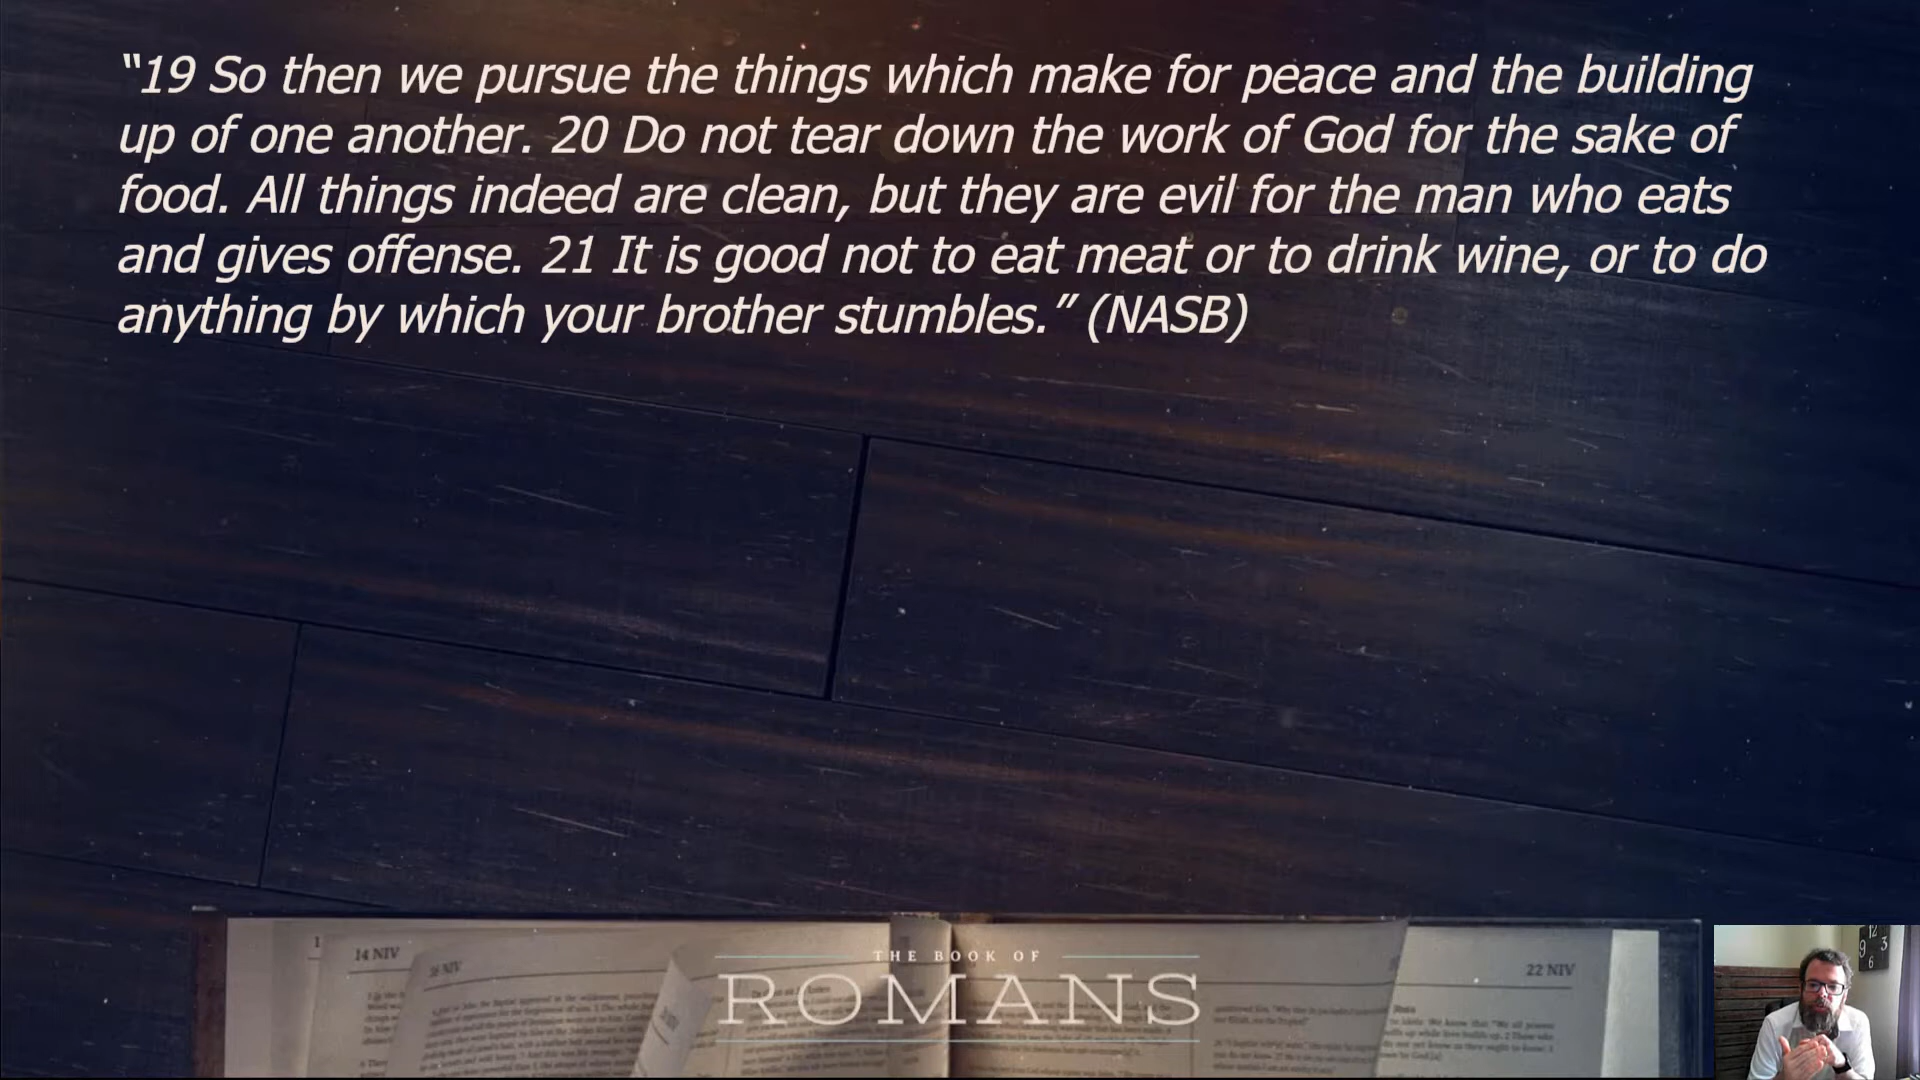 “19 So then we pursue the things which make for peace and the building
up of one another. 20 Do not tear down the work of God for the sake of
food. All things indeed are clean, but they are evil for the man who eats
and gives offense. 21 It is good not to eat meat or to drink wine, or to do
anything by which your brother stumbles.” (NASB)
14 NIV
22 NIV
THE BOOK OF
ROMANS
12
9 3
6